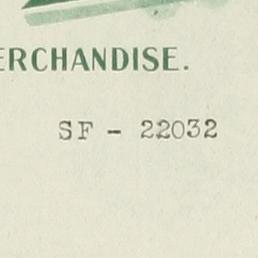 ERCHANDISE.
SF - 22032